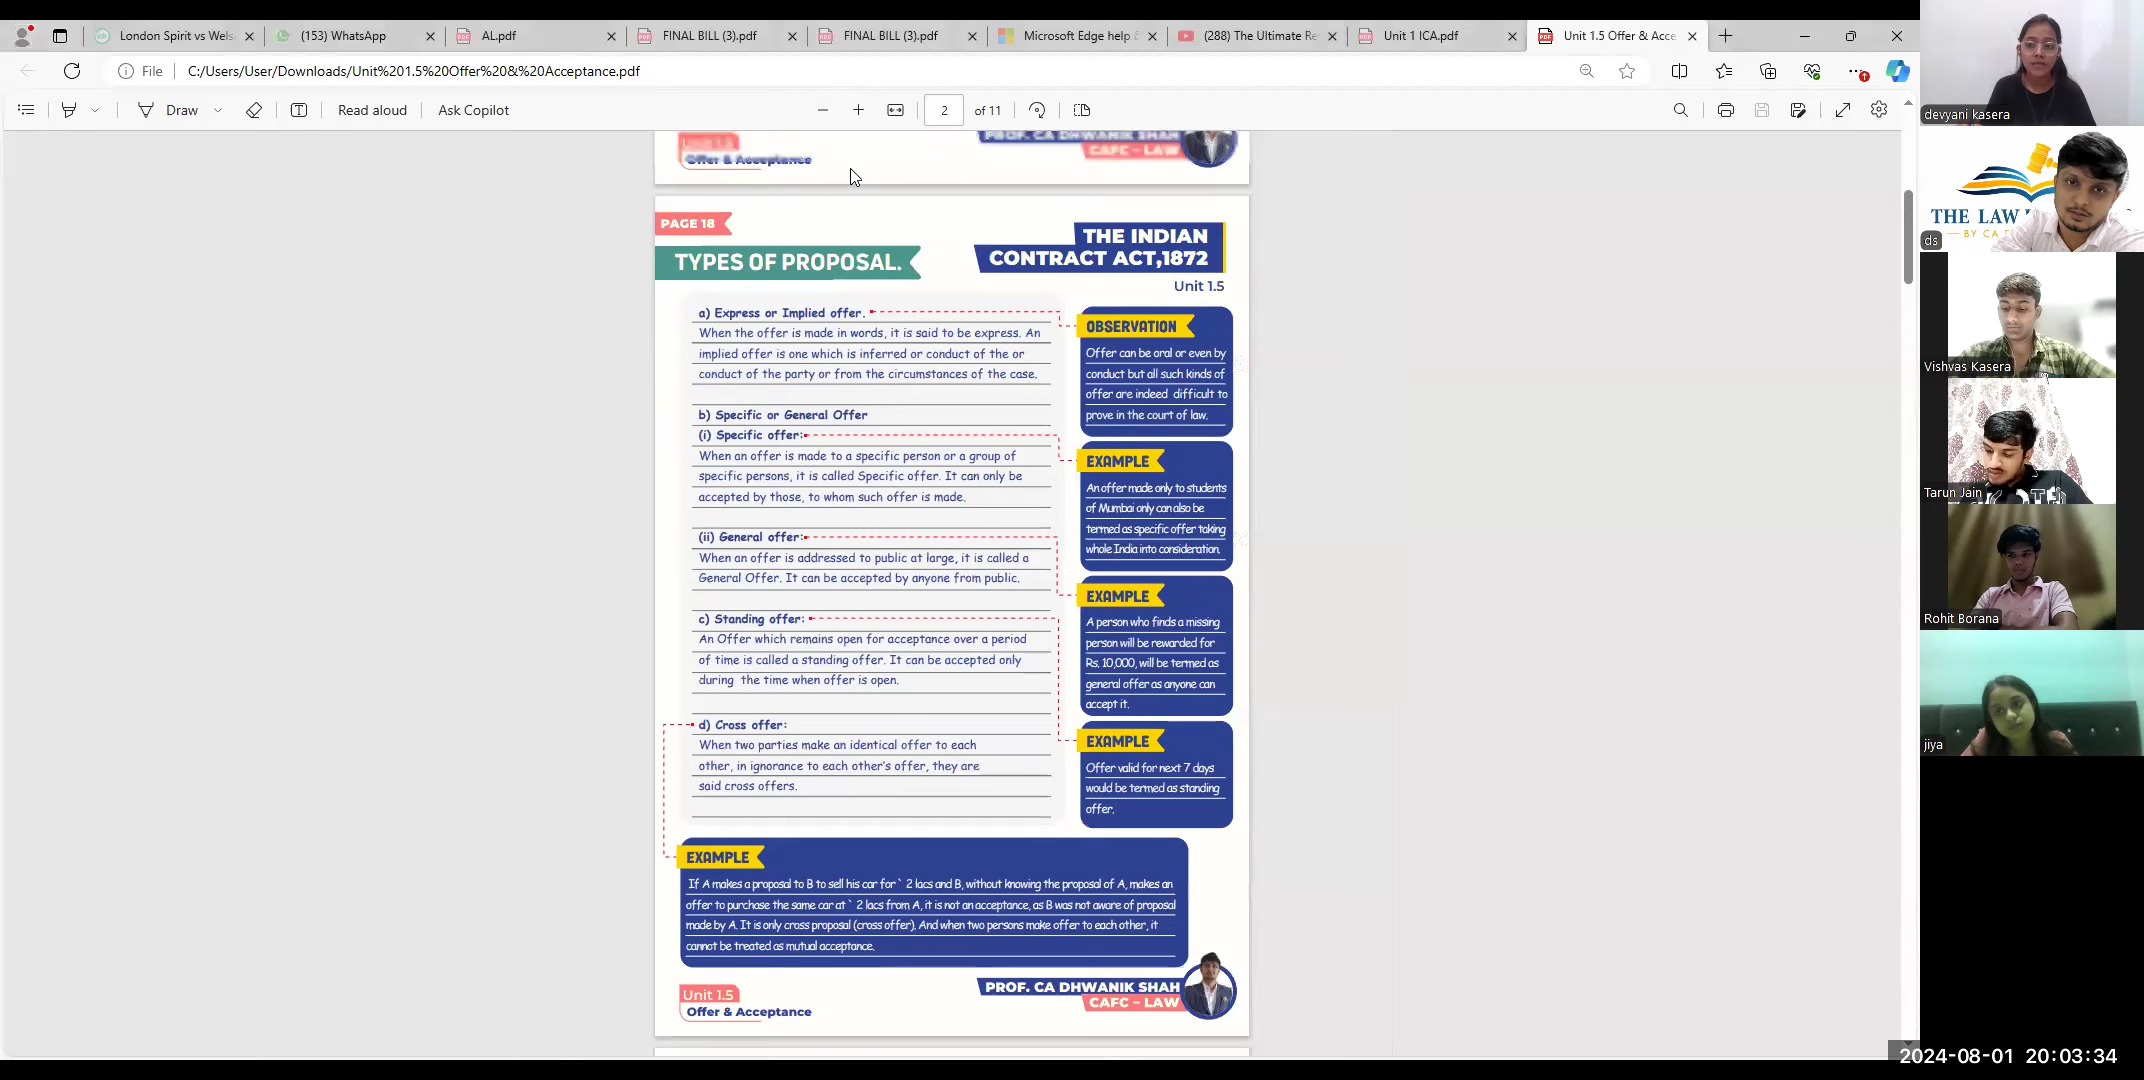 London Spirit vs Wels
(153) WhatsApp
AL.pdf
FINAL BILL (3).pdf
FINAL BILL (3).pdf
Microsoft Edge help &
(288) The Ultimate Re
Unit 1 ICA.pdf
Unit 1.5 Offer & Acce
File
C:/Users/User/Downloads/Unit%201.5%20Offer%20&%20Acceptance.pdf
Draw
Read aloud
Ask Copilot
2
of 11
Unit 1.5
Offer & Acceptance
PROF. CA DHWANIK SHAH
CAFC - LAW
PAGE 18
TYPES OF PROPOSAL.
THE INDIAN
CONTRACT ACT,1872
Unit 1.5
a) Express or Implied offer.
When the offer is made in words, it is said to be express. An
implied offer is one which is inferred or conduct of the or
conduct of the party or from the circumstances of the case.
b) Specific or General Offer
(i) Specific offer:
When an offer is made to a specific person or a group of
specific persons, it is called Specific offer. It can only be
accepted by those, to whom such offer is made.
(ii) General offer:
When an offer is addressed to public at large, it is called a
General Offer. It can be accepted by anyone from public.
c) Standing offer:
An Offer which remains open for acceptance over a period
of time is called a standing offer. It can be accepted only
during the time when offer is open.
d) Cross offer:
When two parties make an identical offer to each
other, in ignorance to each other's offer, they are
said cross offers.
OBSERVATION
Offer can be oral or even by
conduct but all such kinds of
offer are indeed difficult to
prove in the court of law.
EXAMPLE
An offer made only to students
of Mumbai only can also be
termed as specific offer taking
whole India into consideration.
EXAMPLE
A person who finds a missing
person will be rewarded for
Rs. 10,000, will be termed as
general offer as anyone can
accept it.
EXAMPLE
Offer valid for next 7 days
would be termed as standing
offer.
EXAMPLE
If A makes a proposal to B to sell his car for ` 2 lacs and B, without knowing the proposal of A, makes an
offer to purchase the same car at ` 2 lacs from A, it is not an acceptance, as B was not aware of proposal
made by A. It is only cross proposal (cross offer). And when two persons make offer to each other, it
cannot be treated as mutual acceptance.
Unit 1.5
Offer & Acceptance
PROF. CA DHWANIK SHAH
CAFC - LAW
devyani kasera
THE LAW
BY CA
ds
Vishvas Kasera
Tarun Jain
Rohit Borana
jiya
2024-08-01 20:03:34